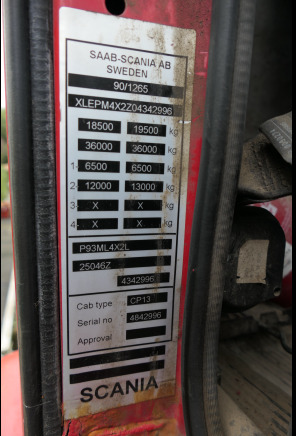 SAAB-SCANIA AB
SWEDEN
90/1265
XLEPM4X2Z04342996
18500 19500 kg
36000 36000 kg
1. 6500 6500 kg
2. 12000 13000 kg
3. X X kg
4. X X kg
P93ML4X2L
25046Z
4342996
Cab type CP13
Serial no 4842996
Approval
SCANIA